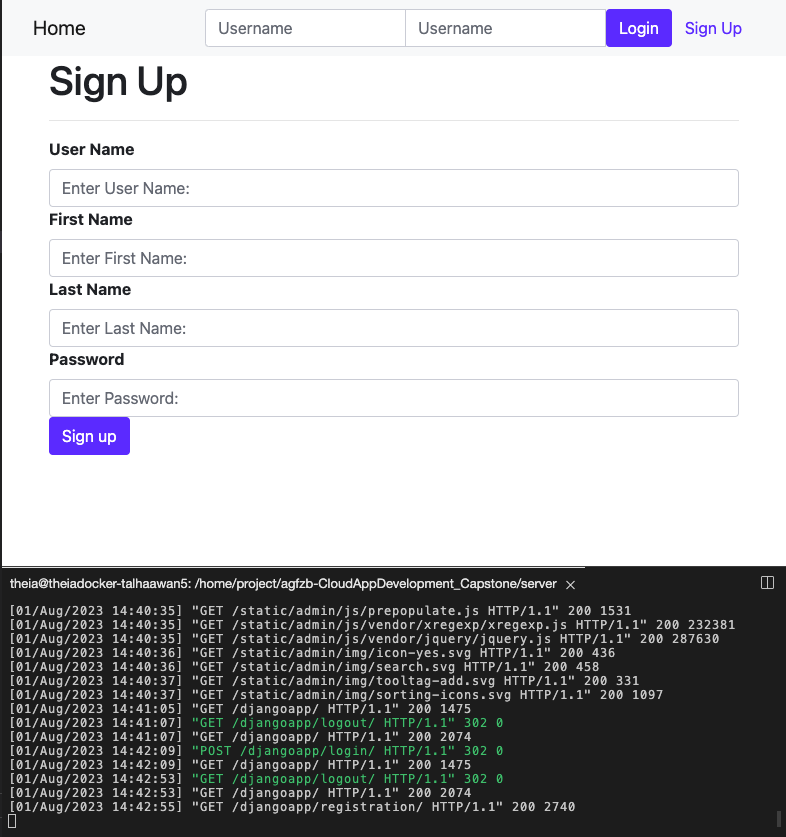 Home Username Username Login Sign Up
Sign Up
User Name
Enter User Name:
First Name
Enter First Name:
Last Name
Enter Last Name:
Password
Enter Password:
Sign up
theia@theiadocker-talhaawan5: /home/project/agfzb-CloudAppDevelopment_Capstone/server ×
[01/Aug/2023 14:40:35] "GET /static/admin/js/prepopulate.js HTTP/1.1" 200 1531
[01/Aug/2023 14:40:35] "GET /static/admin/js/vendor/xregexp/xregexp.js HTTP/1.1" 200 232381
[01/Aug/2023 14:40:35] "GET /static/admin/js/vendor/jquery/jquery.js HTTP/1.1" 200 287630
[01/Aug/2023 14:40:36] "GET /static/admin/img/icon-yes.svg HTTP/1.1" 200 436
[01/Aug/2023 14:40:36] "GET /static/admin/img/search.svg HTTP/1.1" 200 458
[01/Aug/2023 14:40:37] "GET /static/admin/img/tooltag-add.svg HTTP/1.1" 200 331
[01/Aug/2023 14:40:37] "GET /static/admin/img/sorting-icons.svg HTTP/1.1" 200 1097
[01/Aug/2023 14:41:05] "GET /djangoapp/ HTTP/1.1" 200 1475
[01/Aug/2023 14:41:07] "GET /djangoapp/logout/ HTTP/1.1" 302 0
[01/Aug/2023 14:41:07] "GET /djangoapp/ HTTP/1.1" 200 2074
[01/Aug/2023 14:42:09] "POST /djangoapp/login/ HTTP/1.1" 302 0
[01/Aug/2023 14:42:09] "GET /djangoapp/ HTTP/1.1" 200 1475
[01/Aug/2023 14:42:53] "GET /djangoapp/logout/ HTTP/1.1" 302 0
[01/Aug/2023 14:42:53] "GET /djangoapp/ HTTP/1.1" 200 2074
[01/Aug/2023 14:42:55] "GET /djangoapp/registration/ HTTP/1.1" 200 2740